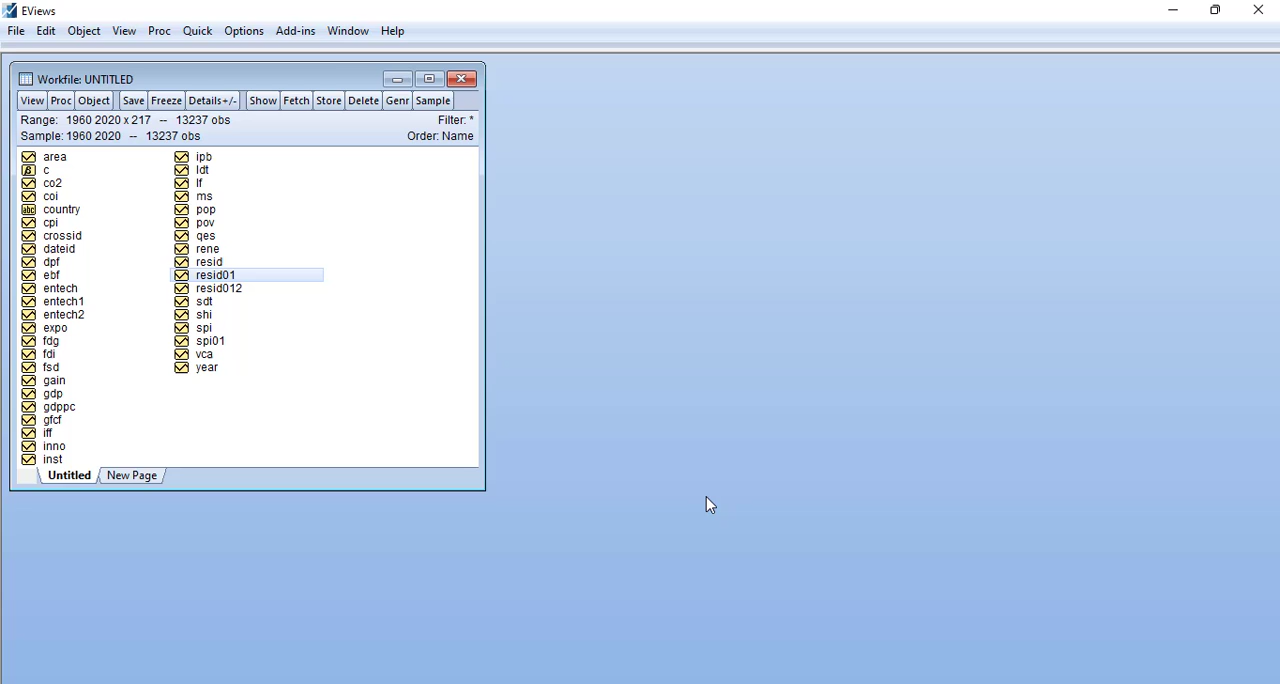 EViews
File Edit Object View Proc Quick Options Add-ins Window Help
Workfile: UNTITLED
View Proc Object Save Freeze Details+/- Show Fetch Store Delete Genr Sample
Range: 1960 2020 x 217 -- 13237 obs Filter: *
Sample: 1960 2020 -- 13237 obs Order: Name
area
c
co2
coi
country
cpi
crossid
dateid
dpf
ebf
entech
entech1
entech2
expo
fdg
fdi
fsd
gain
gdp
gdppc
gfcf
iff
inno
inst
ipb
ldt
lf
ms
pop
pov
qes
rene
resid
resid01
resid012
sdt
shi
spi
spi01
vca
year
Untitled New Page